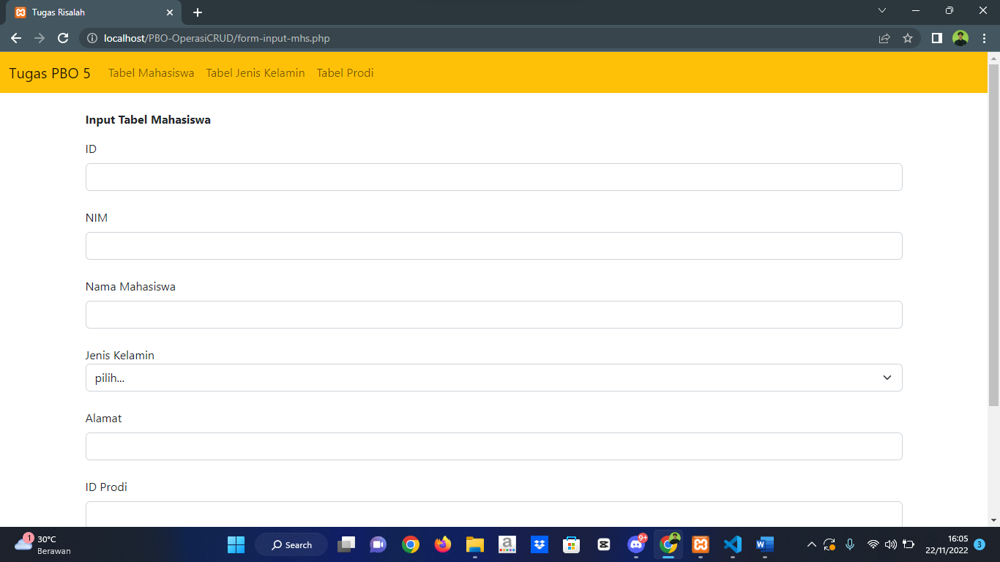 Tugas Risalah
localhost/PBO-OperasiCRUD/form-input-mhs.php
Tugas PBO 5 Tabel Mahasiswa Tabel Jenis Kelamin Tabel Prodi
Input Tabel Mahasiswa
ID
NIM
Nama Mahasiswa
Jenis Kelamin
pilih...
Alamat
ID Prodi
1
30°C
Berawan
Search
a
9+
16:05
22/11/2022
3